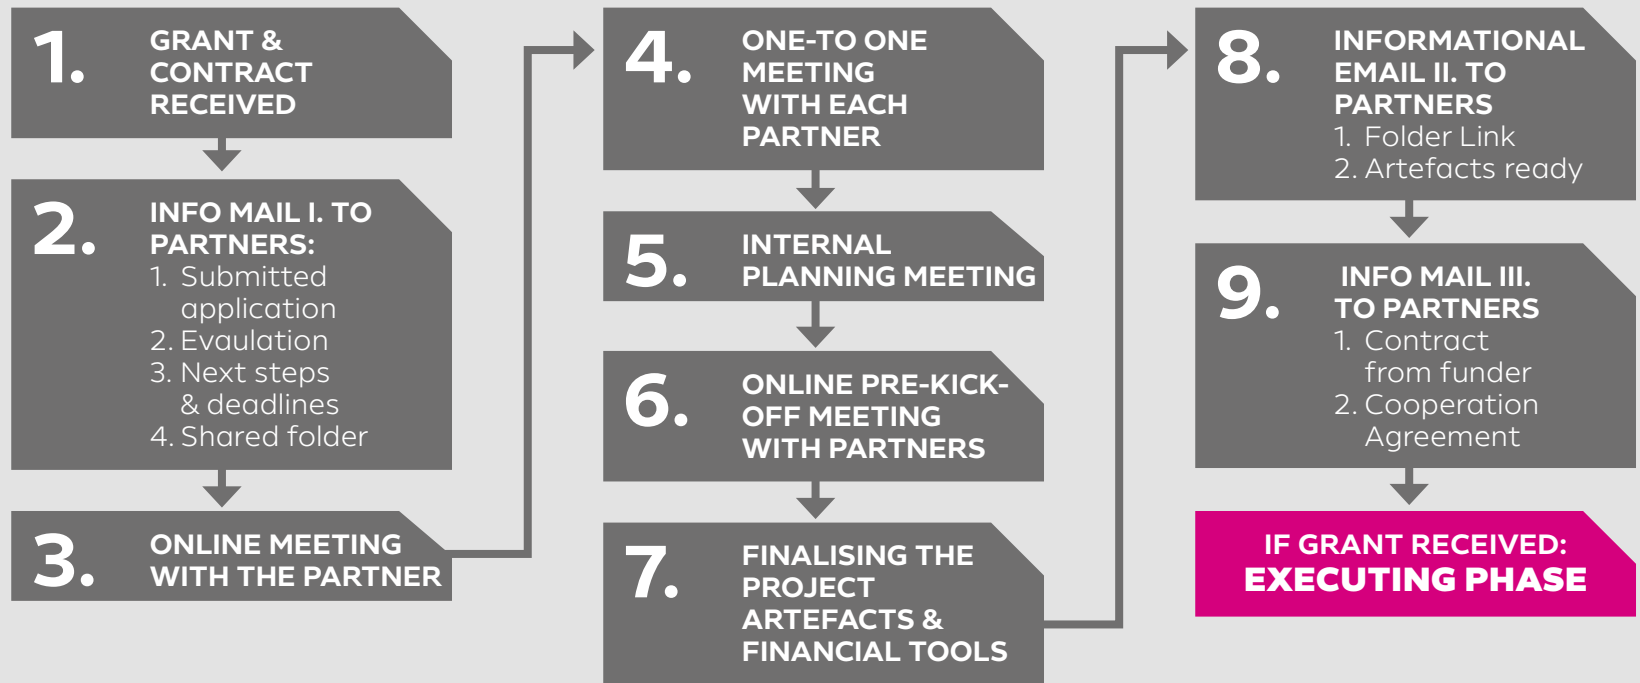 1.
GRANT &
CONTRACT
RECEIVED
2.
INFO MAIL I. TO
PARTNERS:
1. Submitted
application
2. Evaulation
3. Next steps
& deadlines
4. Shared folder
3.
ONLINE MEETING
WITH THE PARTNER
4.
ONE-TO ONE
MEETING
WITH EACH
PARTNER
5.
INTERNAL
PLANNING MEETING
6.
ONLINE PRE-KICK-
OFF MEETING
WITH PARTNERS
7.
FINALISING THE
PROJECT
ARTEFACTS &
FINANCIAL TOOLS
8.
INFORMATIONAL
EMAIL II. TO
PARTNERS
1. Folder Link
2. Artefacts ready
9.
INFO MAIL III.
TO PARTNERS
1. Contract
from funder
2. Cooperation
Agreement
IF GRANT RECEIVED:
EXECUTING PHASE